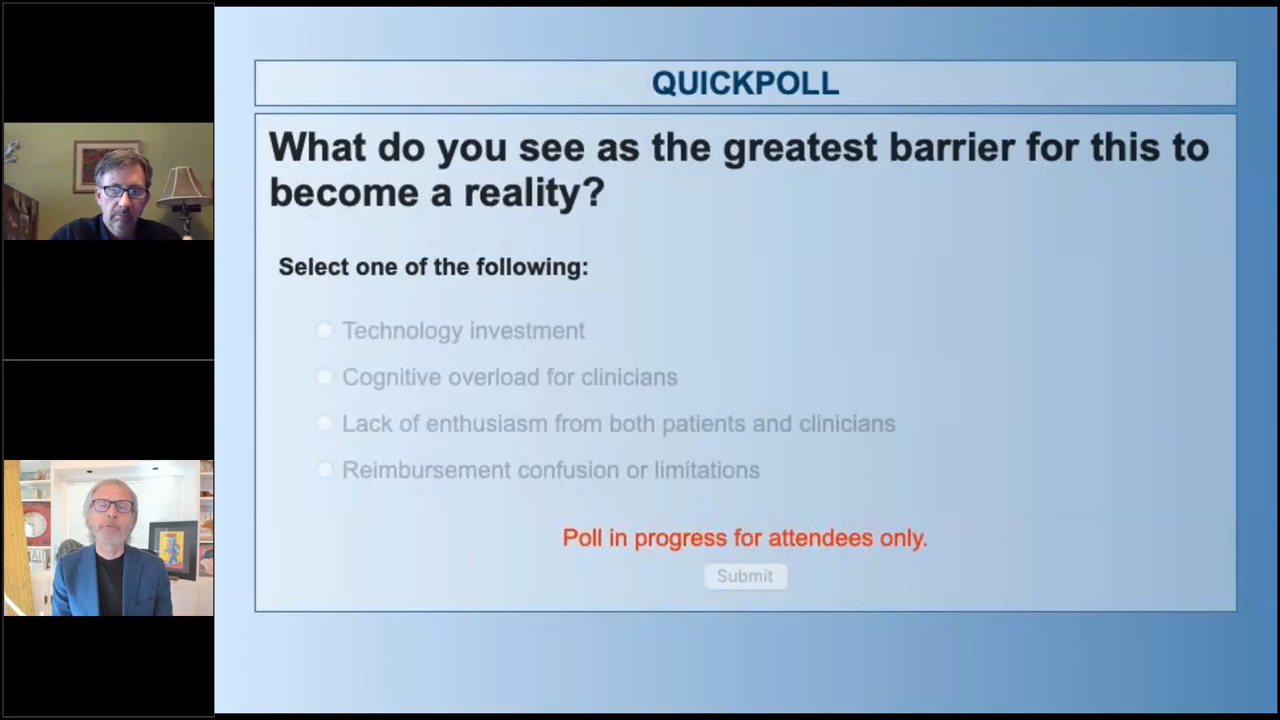 QUICKPOLL
What do you see as the greatest barrier for this to
become a reality?
Select one of the following:
Technology investment
Cognitive overload for clinicians
Lack of enthusiasm from both patients and clinicians
Reimbursement confusion or limitations
Poll in progress for attendees only.
Submit